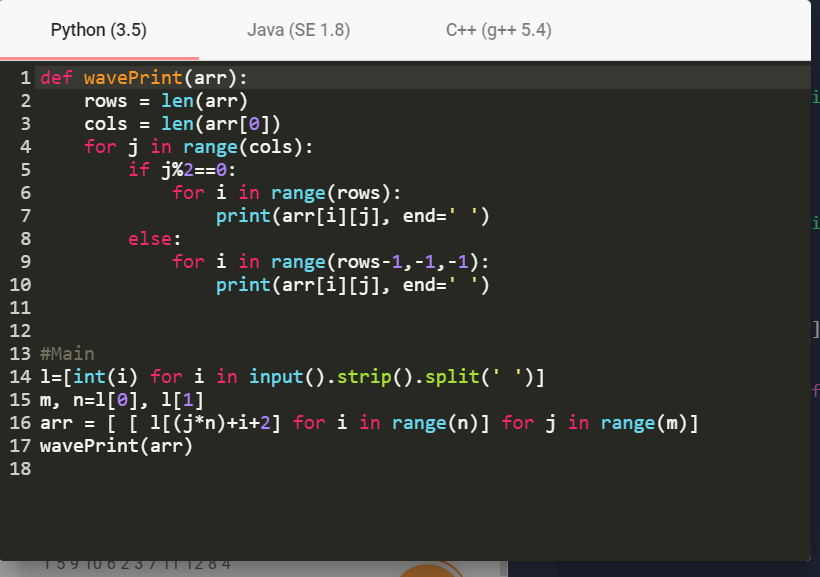 Python (3.5) Java (SE 1.8) C++ (g++ 5.4)
1 def wavePrint(arr):
2     rows = len(arr)
3     cols = len(arr[0])
4     for j in range(cols):
5         if j%2==0:
6             for i in range(rows):
7                 print(arr[i][j], end=' ')
8         else:
9             for i in range(rows-1,-1,-1):
10                 print(arr[i][j], end=' ')
11
12
13 #Main
14 l=[int(i) for i in input().strip().split(' ')]
15 m, n=l[0], l[1]
16 arr = [ [ l[(j*n)+i+2] for i in range(n)] for j in range(m)]
17 wavePrint(arr)
18
1 5 9 10 6 2 3 7 11 12 8 4